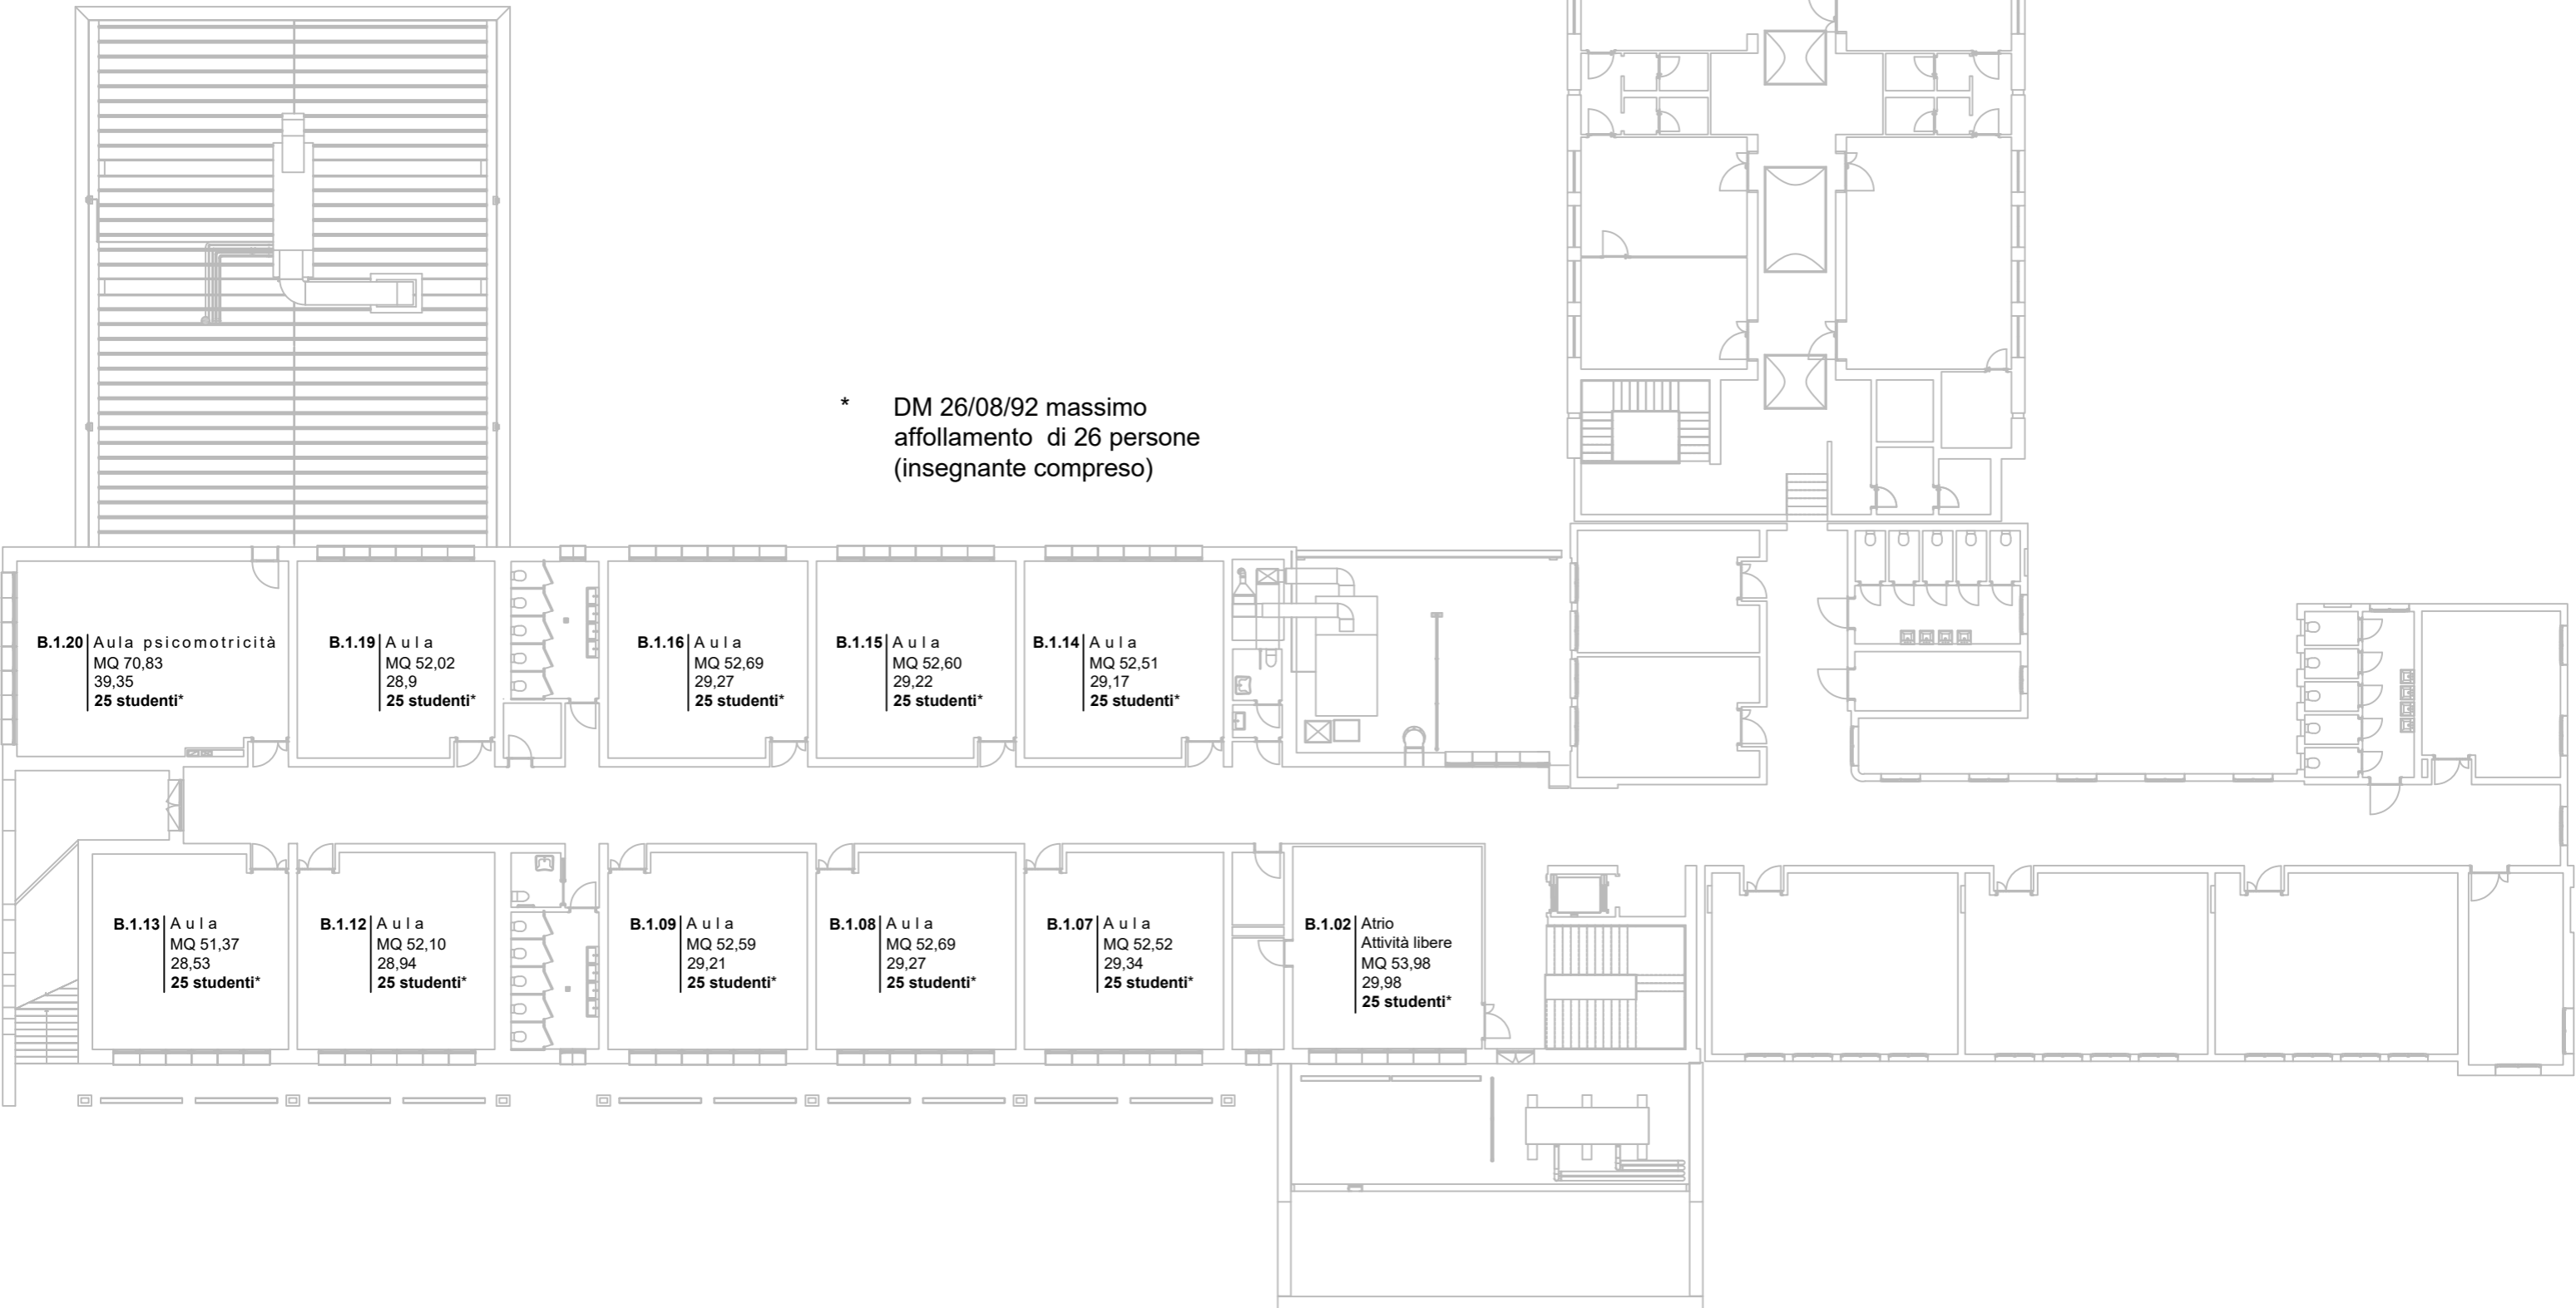 * DM 26/08/92 massimo
affollamento di 26 persone
(insegnante compreso)
B.1.20 Aula psicomotricità
MQ 70,83
39,35
25 studenti*
B.1.19 Aula
MQ 52,02
28,9
25 studenti*
B.1.16 Aula
MQ 52,69
29,27
25 studenti*
B.1.15 Aula
MQ 52,60
29,22
25 studenti*
B.1.14 Aula
MQ 52,51
29,17
25 studenti*
B.1.13 Aula
MQ 51,37
28,53
25 studenti*
B.1.12 Aula
MQ 52,10
28,94
25 studenti*
B.1.09 Aula
MQ 52,59
29,21
25 studenti*
B.1.08 Aula
MQ 52,69
29,27
25 studenti*
B.1.07 Aula
MQ 52,52
29,34
25 studenti*
B.1.02 Atrio
Attività libere
MQ 53,98
29,98
25 studenti*